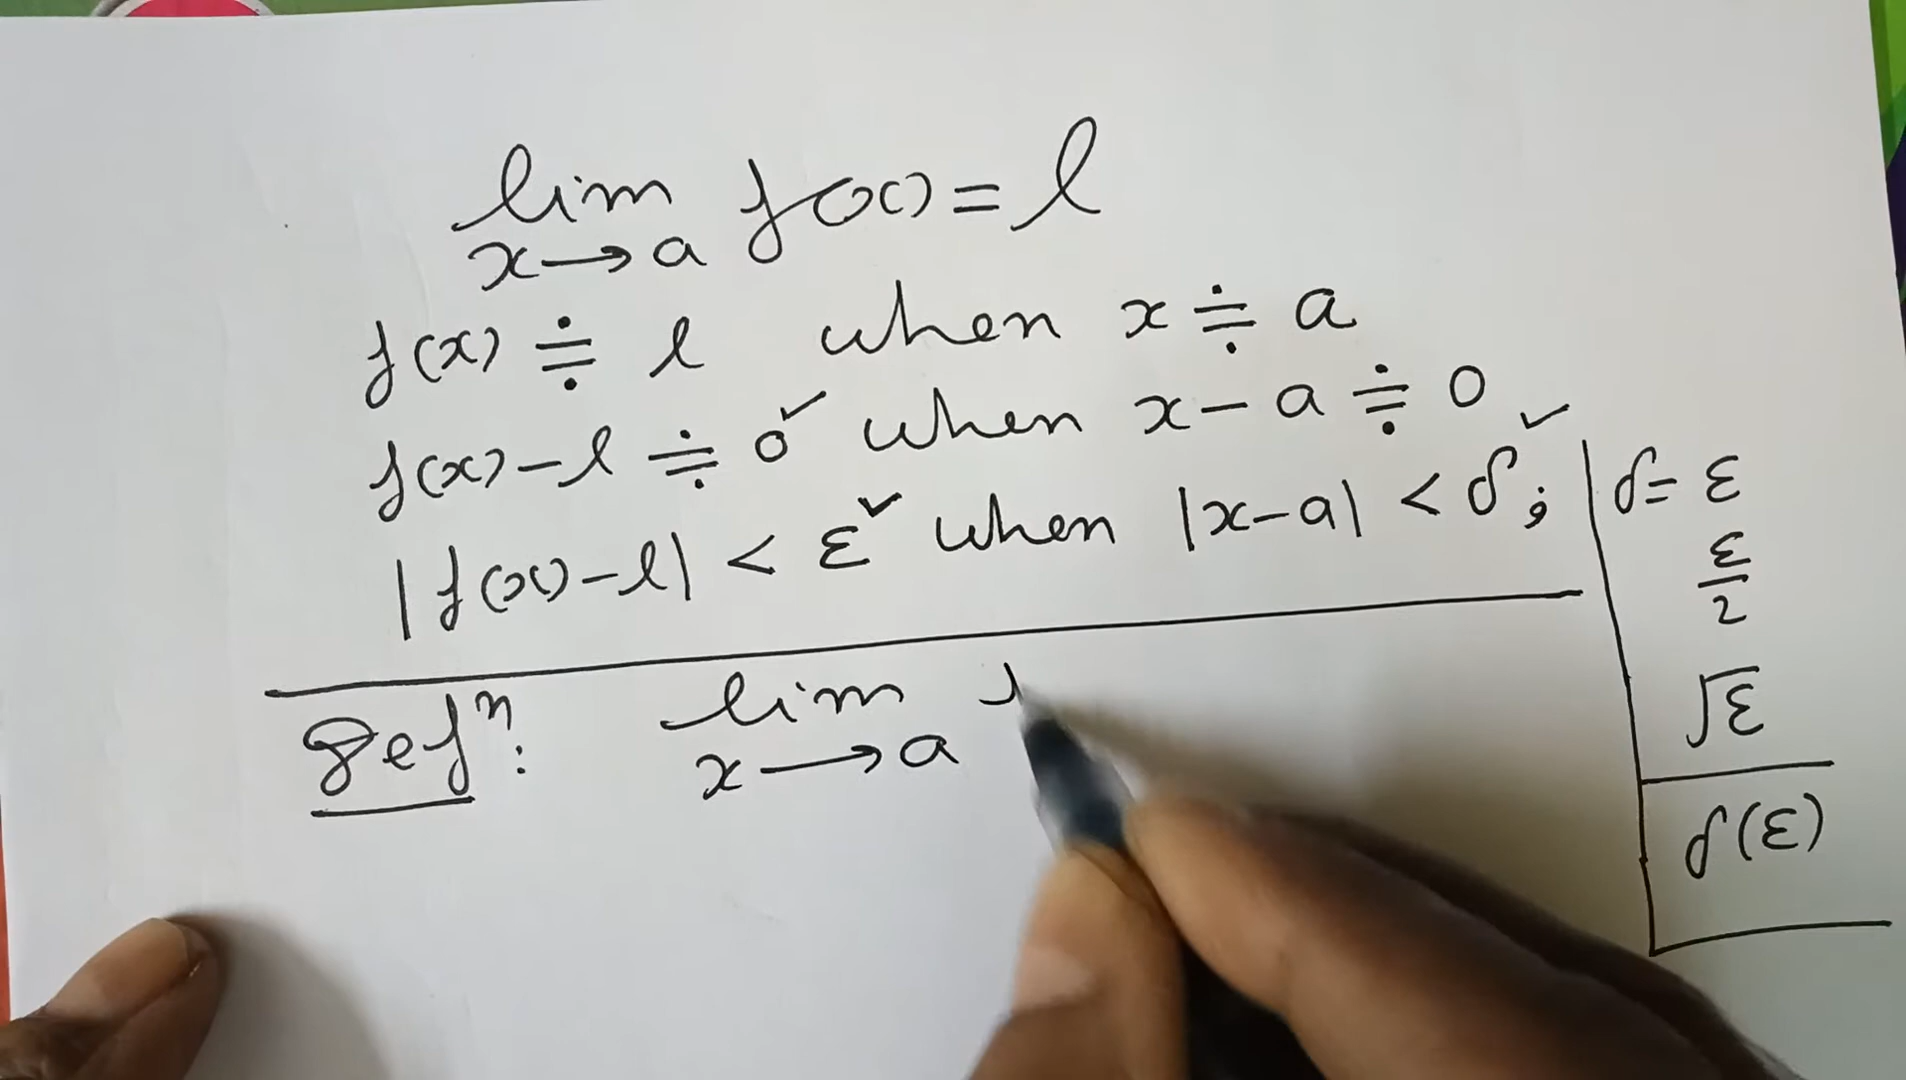 lim f(x) = l
x→a
f(x) ≑ l when x ≑ a
f(x) - l ≑ 0 ✓ when x - a ≑ 0
|f(x) - l| < ε ✓ when |x - a| < δ ✓;
δ = ε
ε/2
√ε
δ(ε)
Defⁿ: lim
x→a